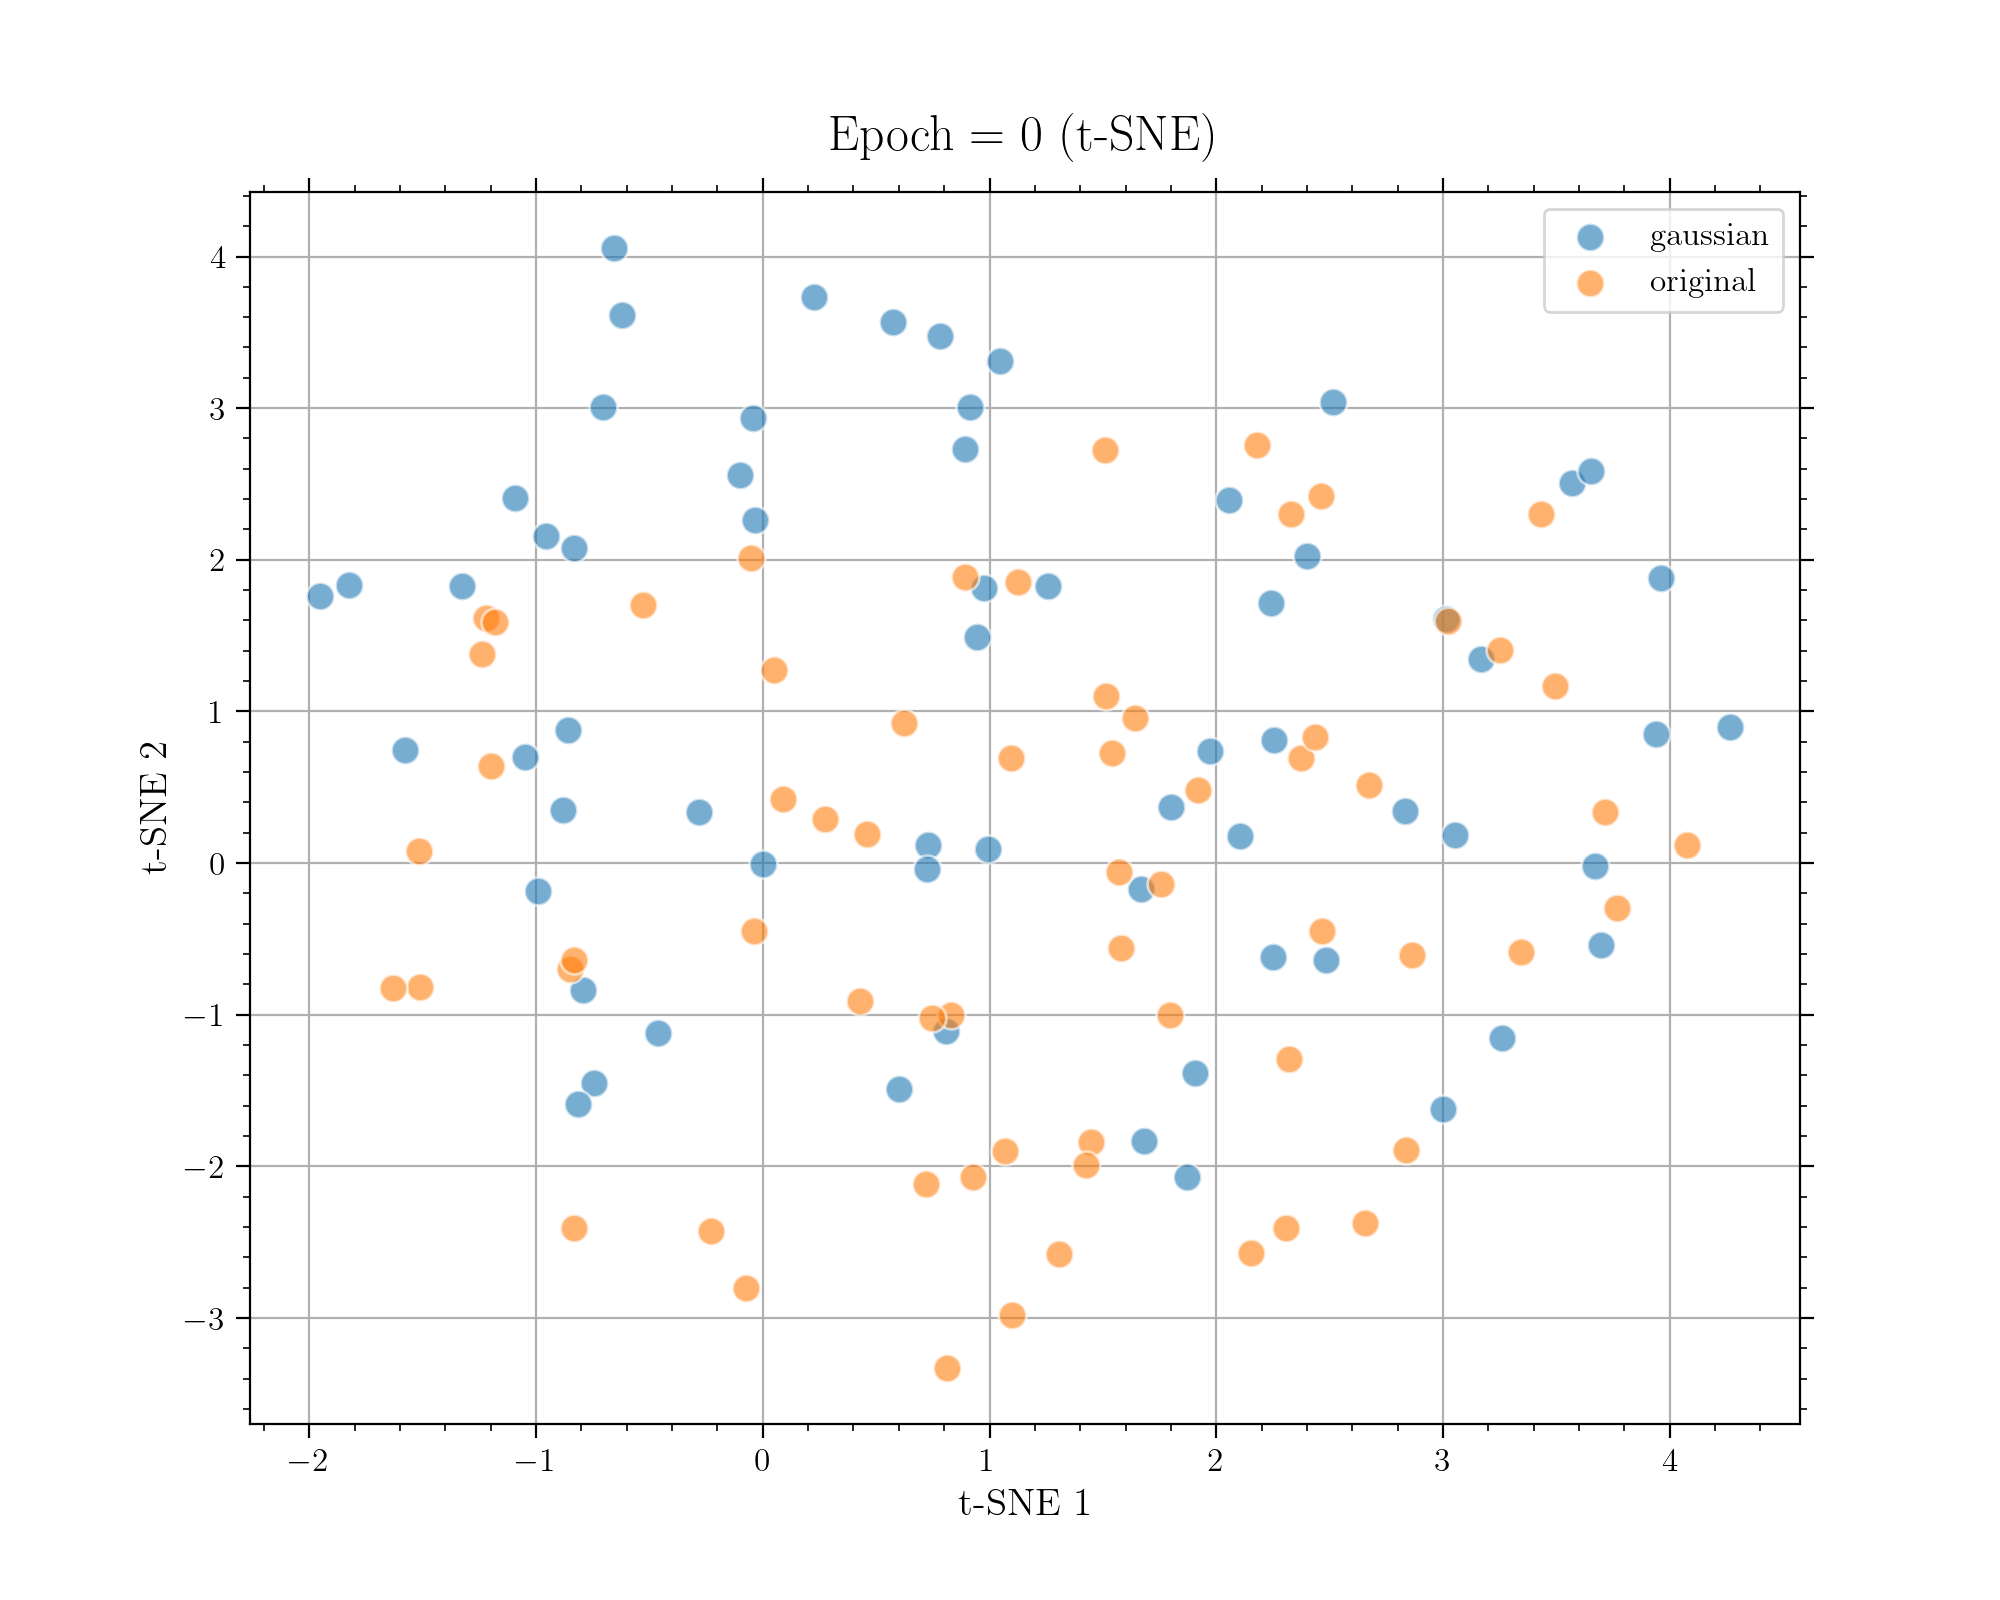 Epoch = 0 (t-SNE)
gaussian
original
4
3
2
1
0
−1
−2
−3
t-SNE 2
−2 −1 0 1 2 3 4
t-SNE 1